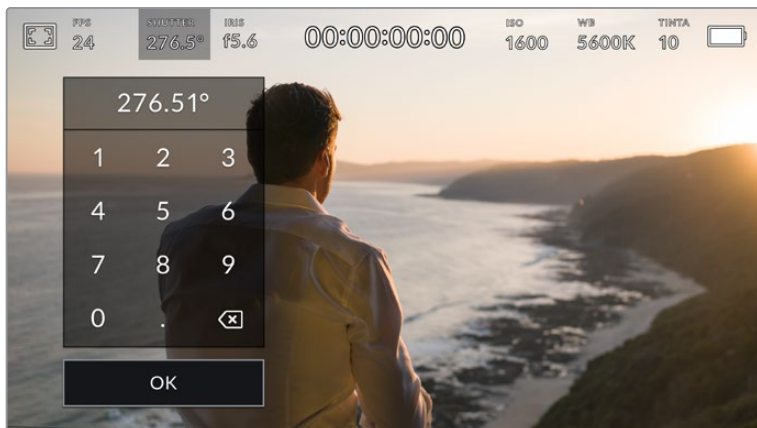 FPS SHUTTER IRIS ISO WB TINTA
24 276.5° f5.6 00:00:00:00 1600 5600K 10
276.51°
1 2 3
4 5 6
7 8 9
0 .
OK